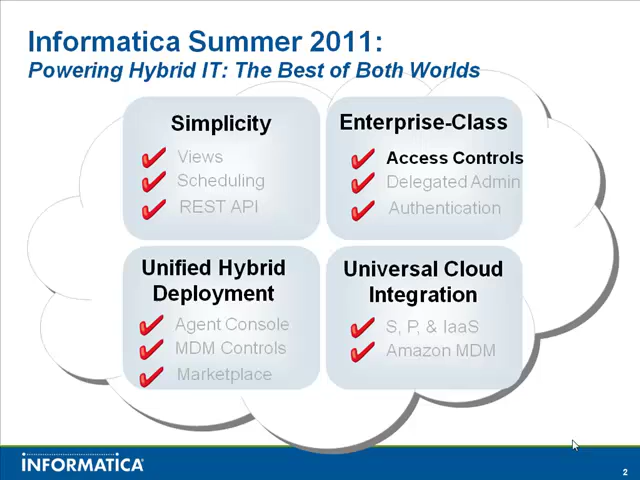 Informatica Summer 2011:
Powering Hybrid IT: The Best of Both Worlds
Simplicity
Views
Scheduling
REST API
Enterprise-Class
Access Controls
Delegated Admin
Authentication
Unified Hybrid
Deployment
Agent Console
MDM Controls
Marketplace
Universal Cloud
Integration
S, P, & IaaS
Amazon MDM
INFORMATICA
2